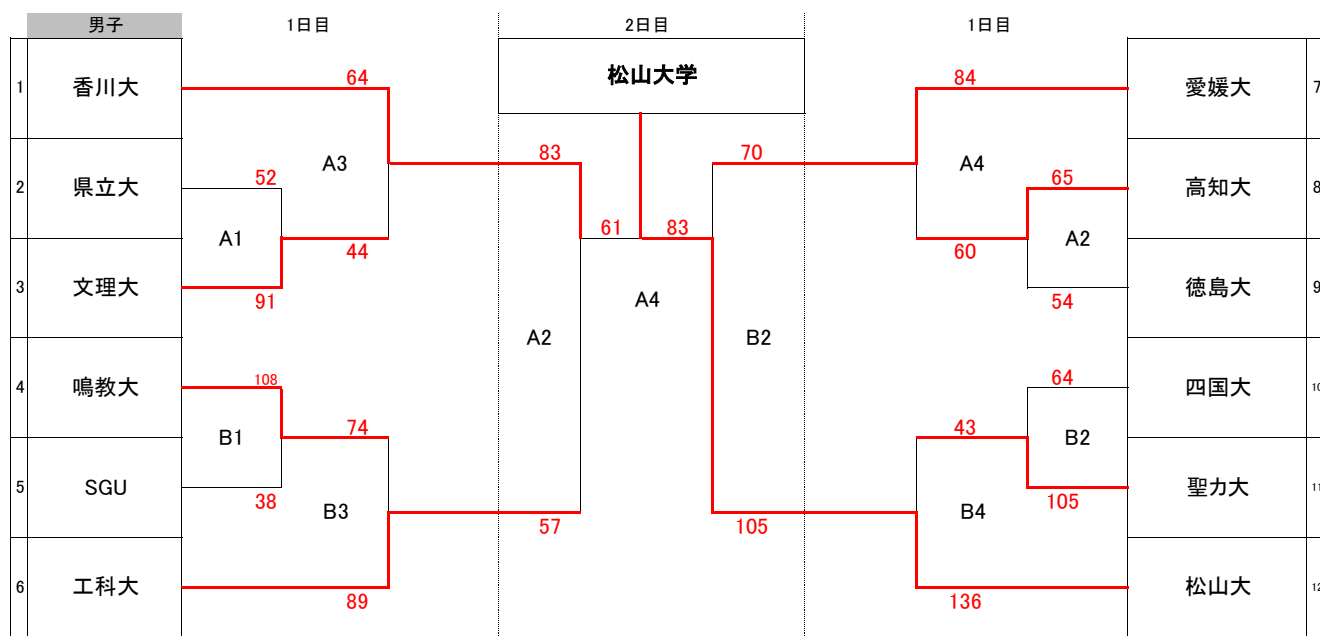 男子 1日目 2日目 1日目
松山大学
1 香川大 64 84 愛媛大 7
A3 83 70 A4
2 県立大 52 65 高知大 8
A1 61 83 A2
44 60
3 文理大 91 54 徳島大 9
A4
A2 B2
4 鳴教大 108 64 四国大 10
B1 74 43 B2
5 SGU 38 105 聖カ大 11
B3 57 105 B4
6 工科大 89 136 松山大 12